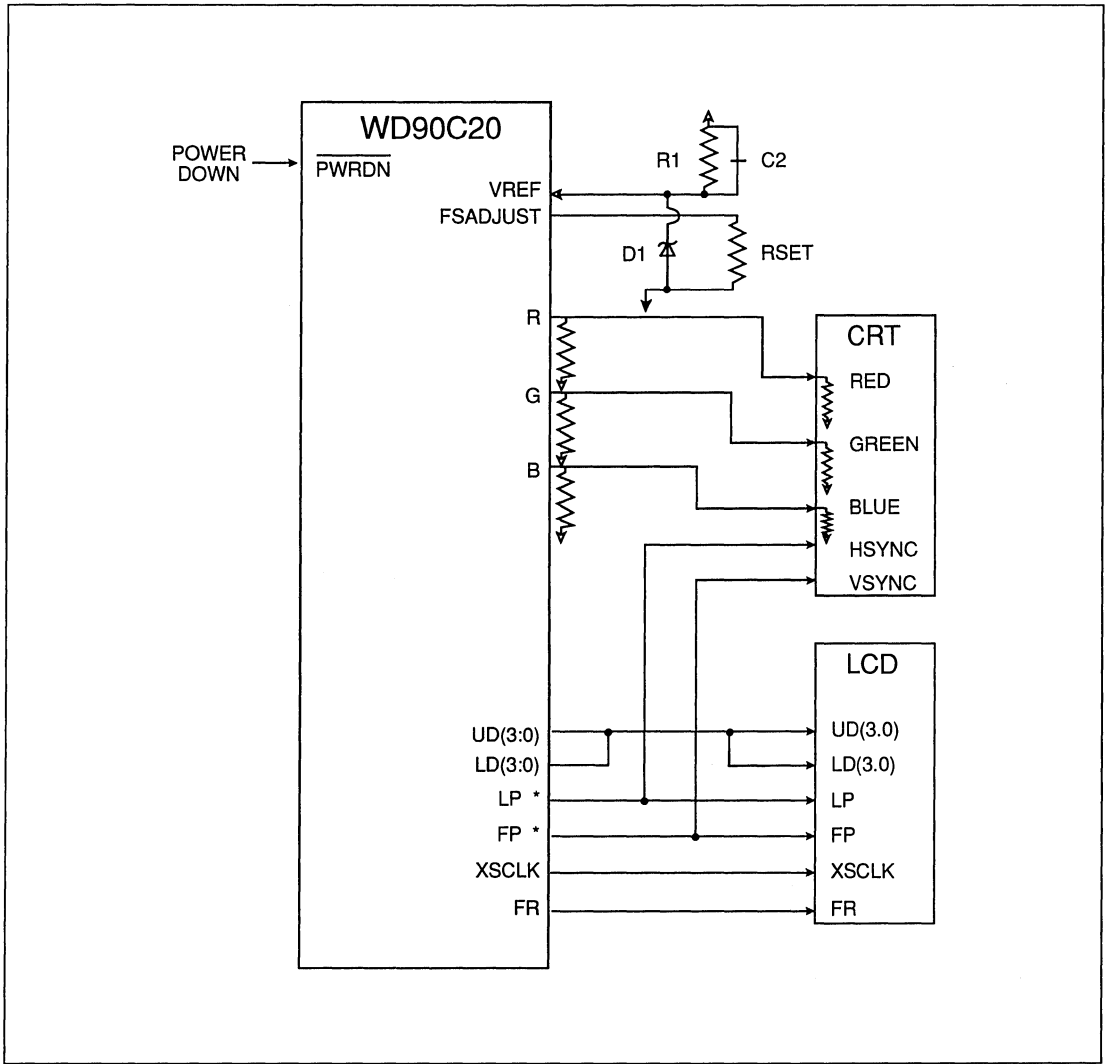 WD90C20
POWER
DOWN
PWRDN
VREF
FSADJUST
R1
C2
D1
RSET
R
G
B
CRT
RED
GREEN
BLUE
HSYNC
VSYNC
LCD
UD(3:0)
LD(3:0)
LP *
FP *
XSCLK
FR
UD(3.0)
LD(3.0)
LP
FP
XSCLK
FR